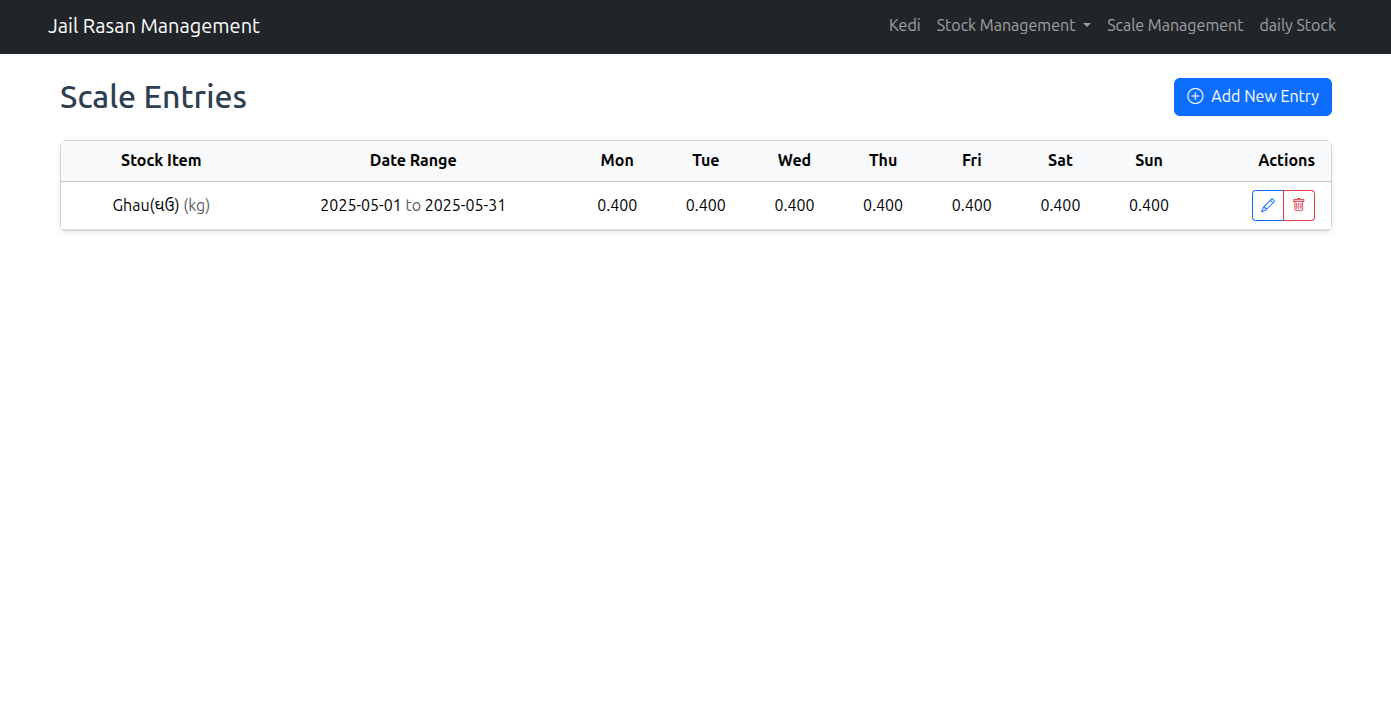 Jail Rasan Management Kedi Stock Management Scale Management daily Stock
Scale Entries Add New Entry
Stock Item Date Range Mon Tue Wed Thu Fri Sat Sun Actions
Ghau(ઘઉ) (kg) 2025-05-01 to 2025-05-31 0.400 0.400 0.400 0.400 0.400 0.400 0.400